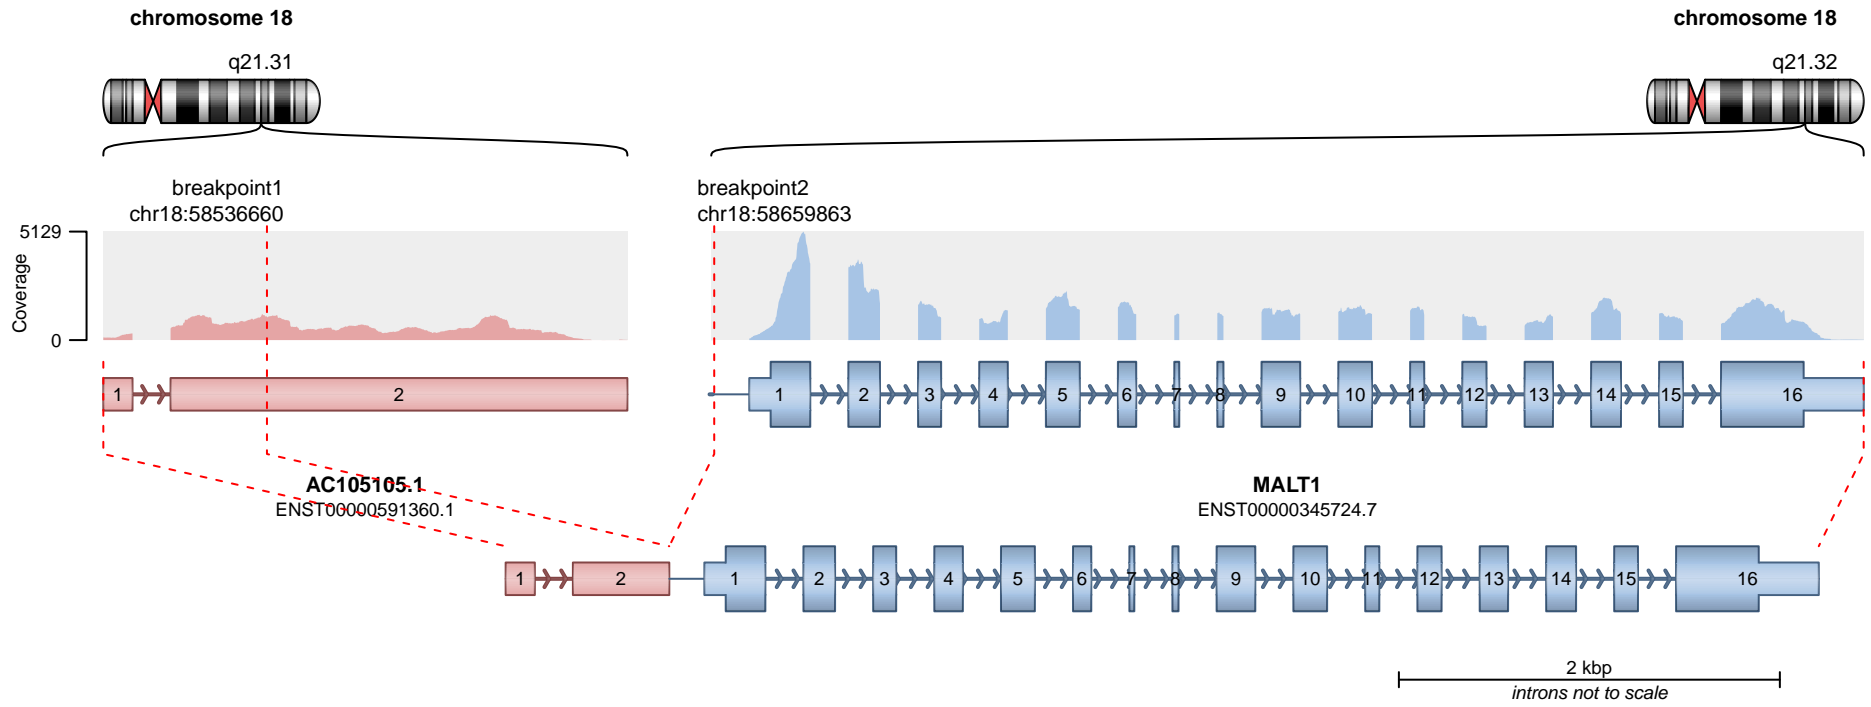 chromosome 18
chromosome 18
q21.31
q21.32
breakpoint1
chr18:58536660
breakpoint2
chr18:58659863
5129
Coverage
0
1 2
1 2 3 4 5 6 7 8 9 10 11 12 13 14 15 16
AC105105.1
ENST00000591360.1
MALT1
ENST00000345724.7
1 2 1 2 3 4 5 6 7 8 9 10 11 12 13 14 15 16
2 kbp
introns not to scale